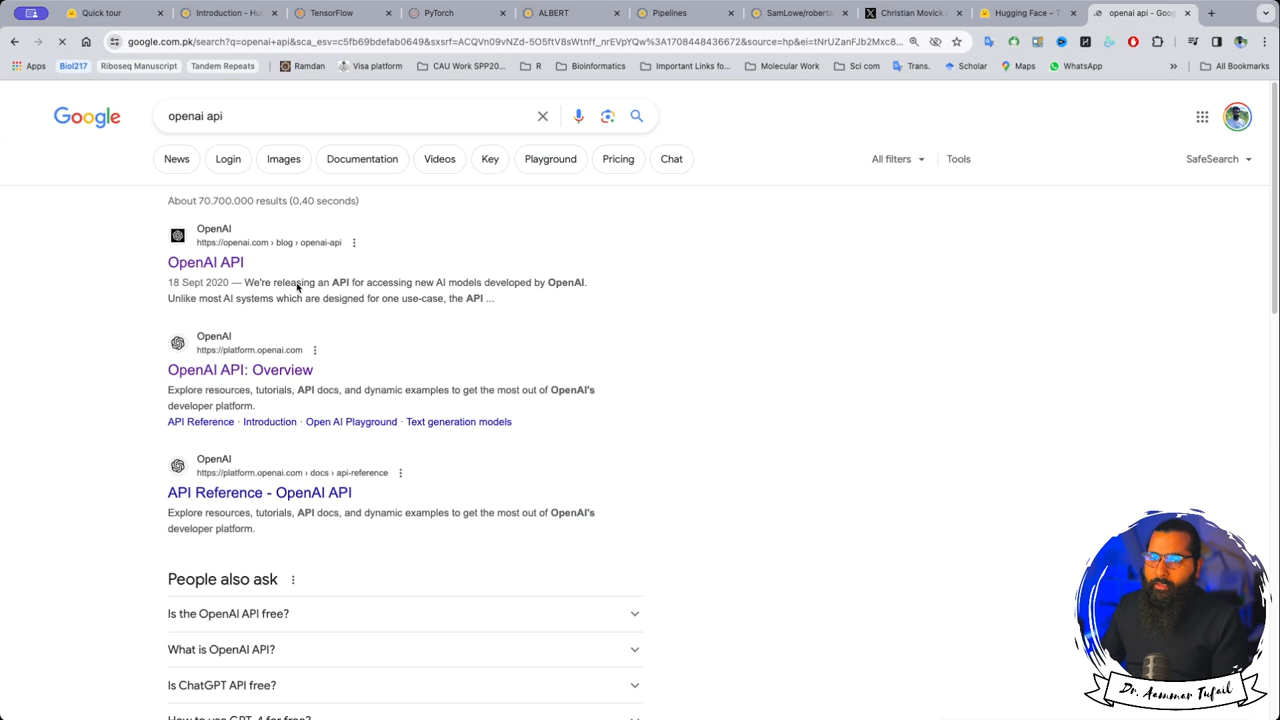 Quick tour
Introduction - Hu
TensorFlow
PyTorch
ALBERT
Pipelines
SamLowe/roberta
Christian Movick
Hugging Face – T
openai api - Goog
google.com.pk/search?q=openai+api&sca_esv=c5fb69bdefab0649&sxsrf=ACQVn09vNZd-5O5ftV8sWtnff_nrEVpYQw%3A1708448436672&source=hp&ei=tNrUZanFJb2Mxc8...
Apps
Biol217
Riboseq Manuscript
Tandem Repeats
Ramdan
Visa platform
CAU Work SPP20...
R
Bioinformatics
Important Links fo...
Molecular Work
Sci com
Trans.
Scholar
Maps
WhatsApp
All Bookmarks
Google
openai api
News
Login
Images
Documentation
Videos
Key
Playground
Pricing
Chat
All filters
Tools
SafeSearch
About 70.700.000 results (0,40 seconds)
OpenAI
https://openai.com › blog › openai-api
OpenAI API
18 Sept 2020 — We're releasing an API for accessing new AI models developed by OpenAI.
Unlike most AI systems which are designed for one use-case, the API ...
OpenAI
https://platform.openai.com
OpenAI API: Overview
Explore resources, tutorials, API docs, and dynamic examples to get the most out of OpenAI's
developer platform.
API Reference · Introduction · Open AI Playground · Text generation models
OpenAI
https://platform.openai.com › docs › api-reference
API Reference - OpenAI API
Explore resources, tutorials, API docs, and dynamic examples to get the most out of OpenAI's
developer platform.
People also ask
Is the OpenAI API free?
What is OpenAI API?
Is ChatGPT API free?
How to use GPT-4 for free?
Dr. Aammar Tufail